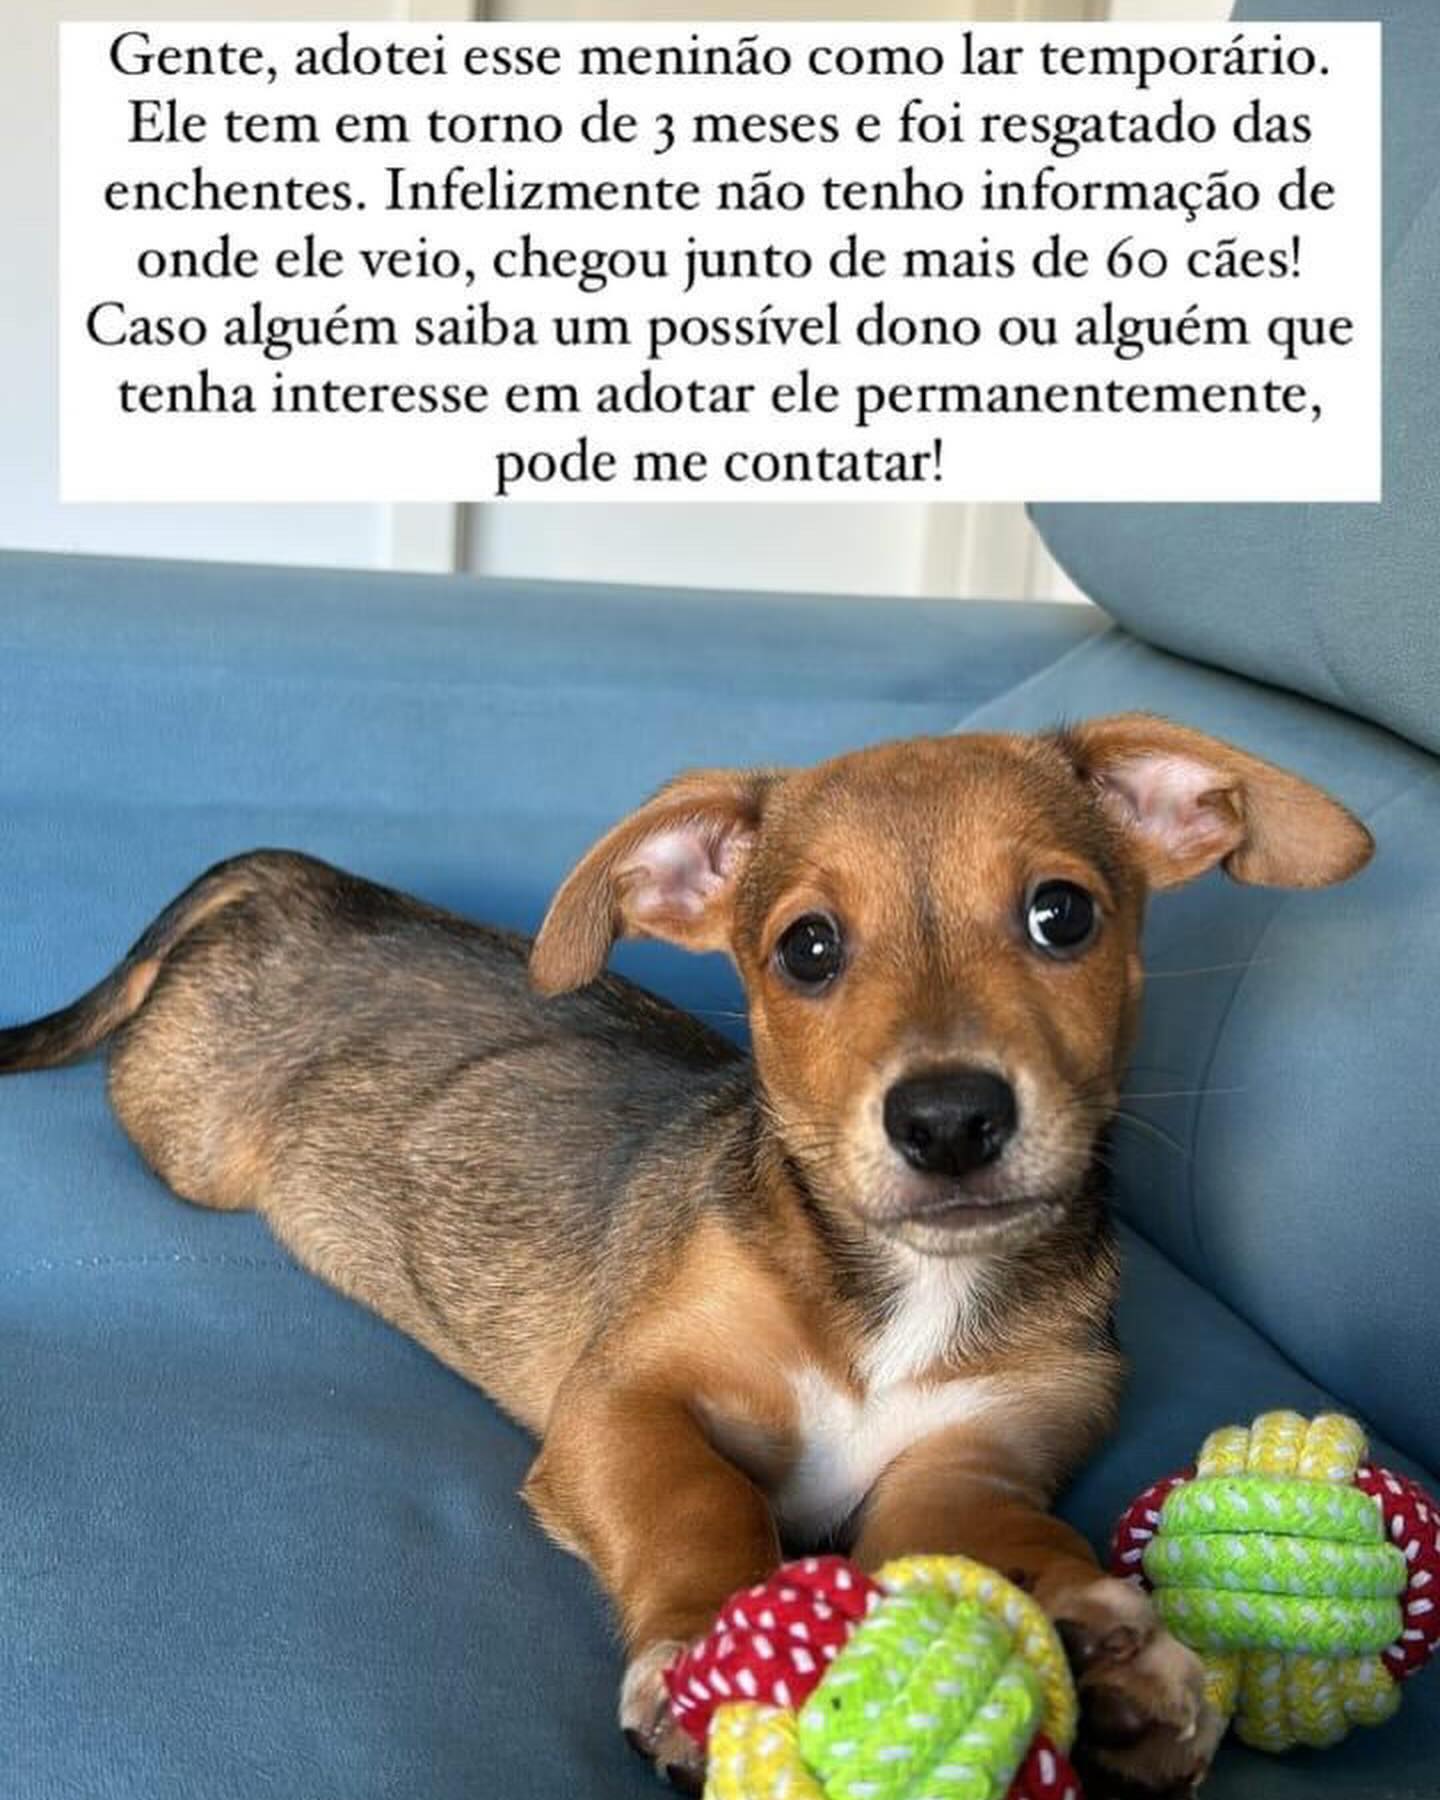 Gente, adotei esse meninão como lar temporário.
Ele tem em torno de 3 meses e foi resgatado das
enchentes. Infelizmente não tenho informação de
onde ele veio, chegou junto de mais de 60 cães!
Caso alguém saiba um possível dono ou alguém que
tenha interesse em adotar ele permanentemente,
pode me contatar!